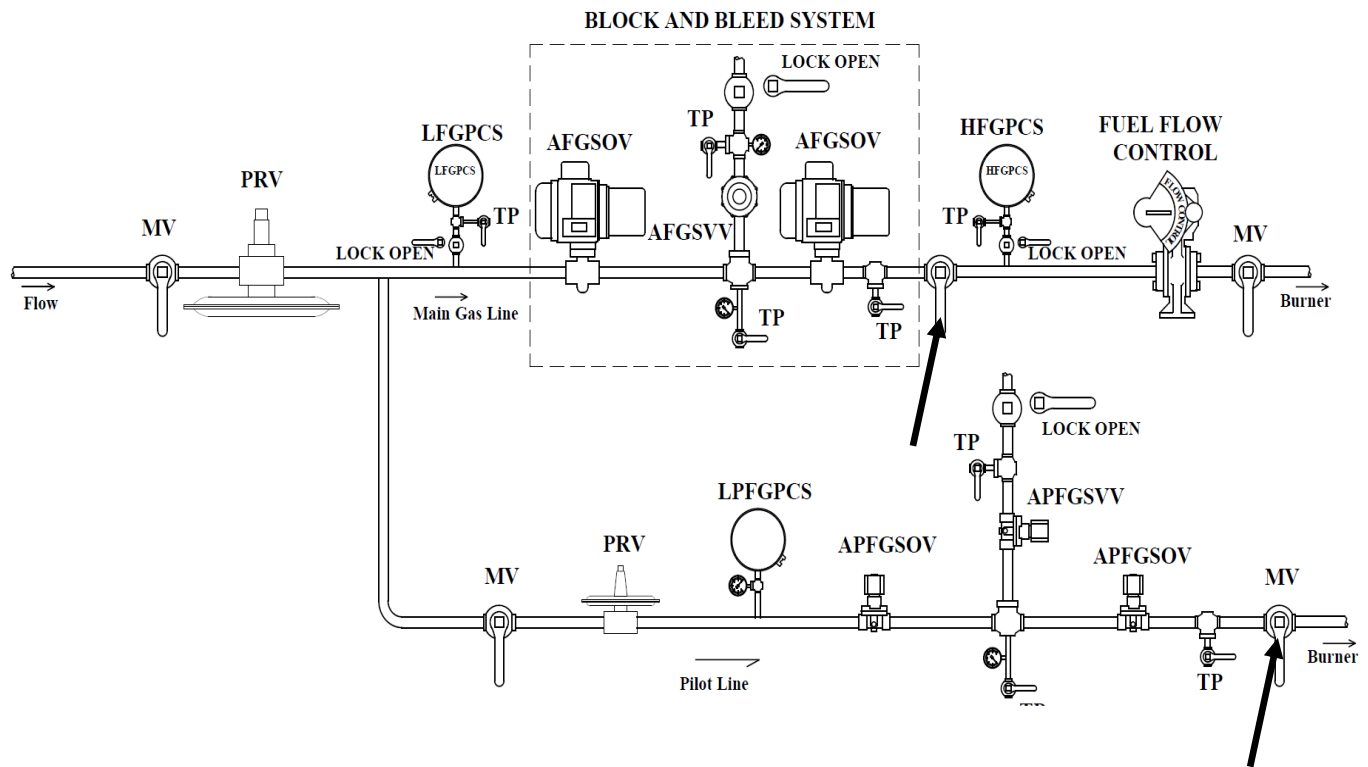 BLOCK AND BLEED SYSTEM
LOCK OPEN
TP
LFGPCS
AFGSOV
AFGSOV
HFGPCS
FUEL FLOW
CONTROL
PRV
LFGPCS
HFGPCS
FLOW CONTROL
MV
TP
AFGSVV
TP
MV
LOCK OPEN
LOCK OPEN
Flow
Main Gas Line
TP
TP
Burner
LOCK OPEN
TP
LPFGPCS
APFGSVV
PRV
APFGSOV
APFGSOV
MV
MV
Burner
Pilot Line
TP